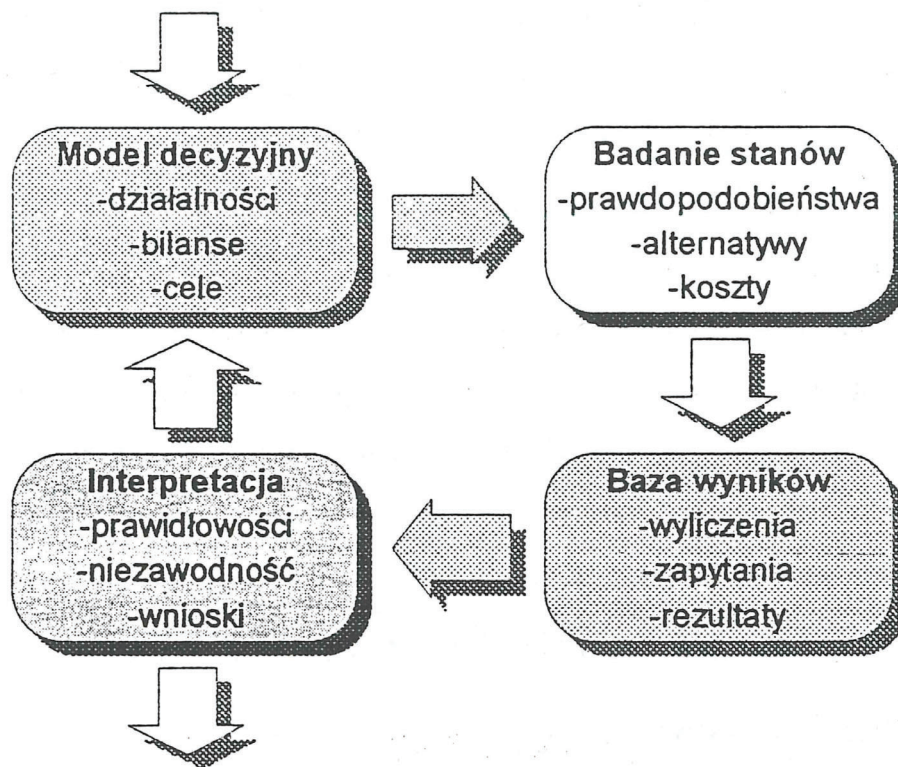 Model decyzyjny
-działalności
-bilanse
-cele
Badanie stanów
-prawdopodobieństwa
-alternatywy
-koszty
Interpretacja
-prawidłowości
-niezawodność
-wnioski
Baza wyników
-wyliczenia
-zapytania
-rezultaty